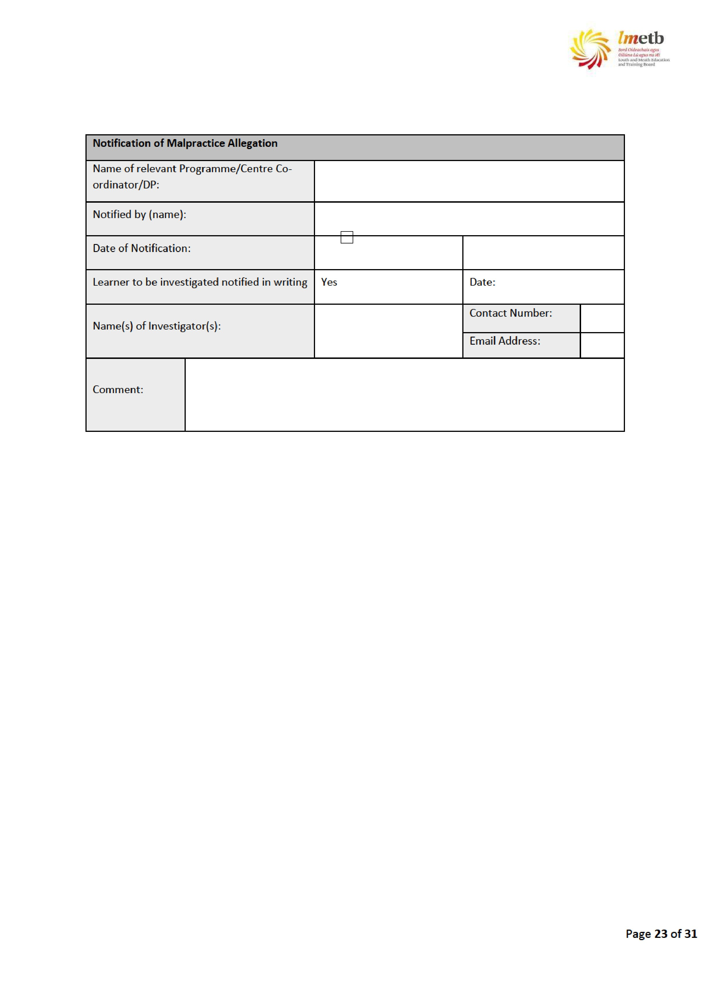 lmetb
Bord Oideachais agus
Oiliúna Lú agus na Mí
Louth and Meath Education
and Training Board
Notification of Malpractice Allegation
Name of relevant Programme/Centre Co-
ordinator/DP:
Notified by (name):
Date of Notification:
Learner to be investigated notified in writing
Yes
Date:
Name(s) of Investigator(s):
Contact Number:
Email Address:
Comment:
Page 23 of 31